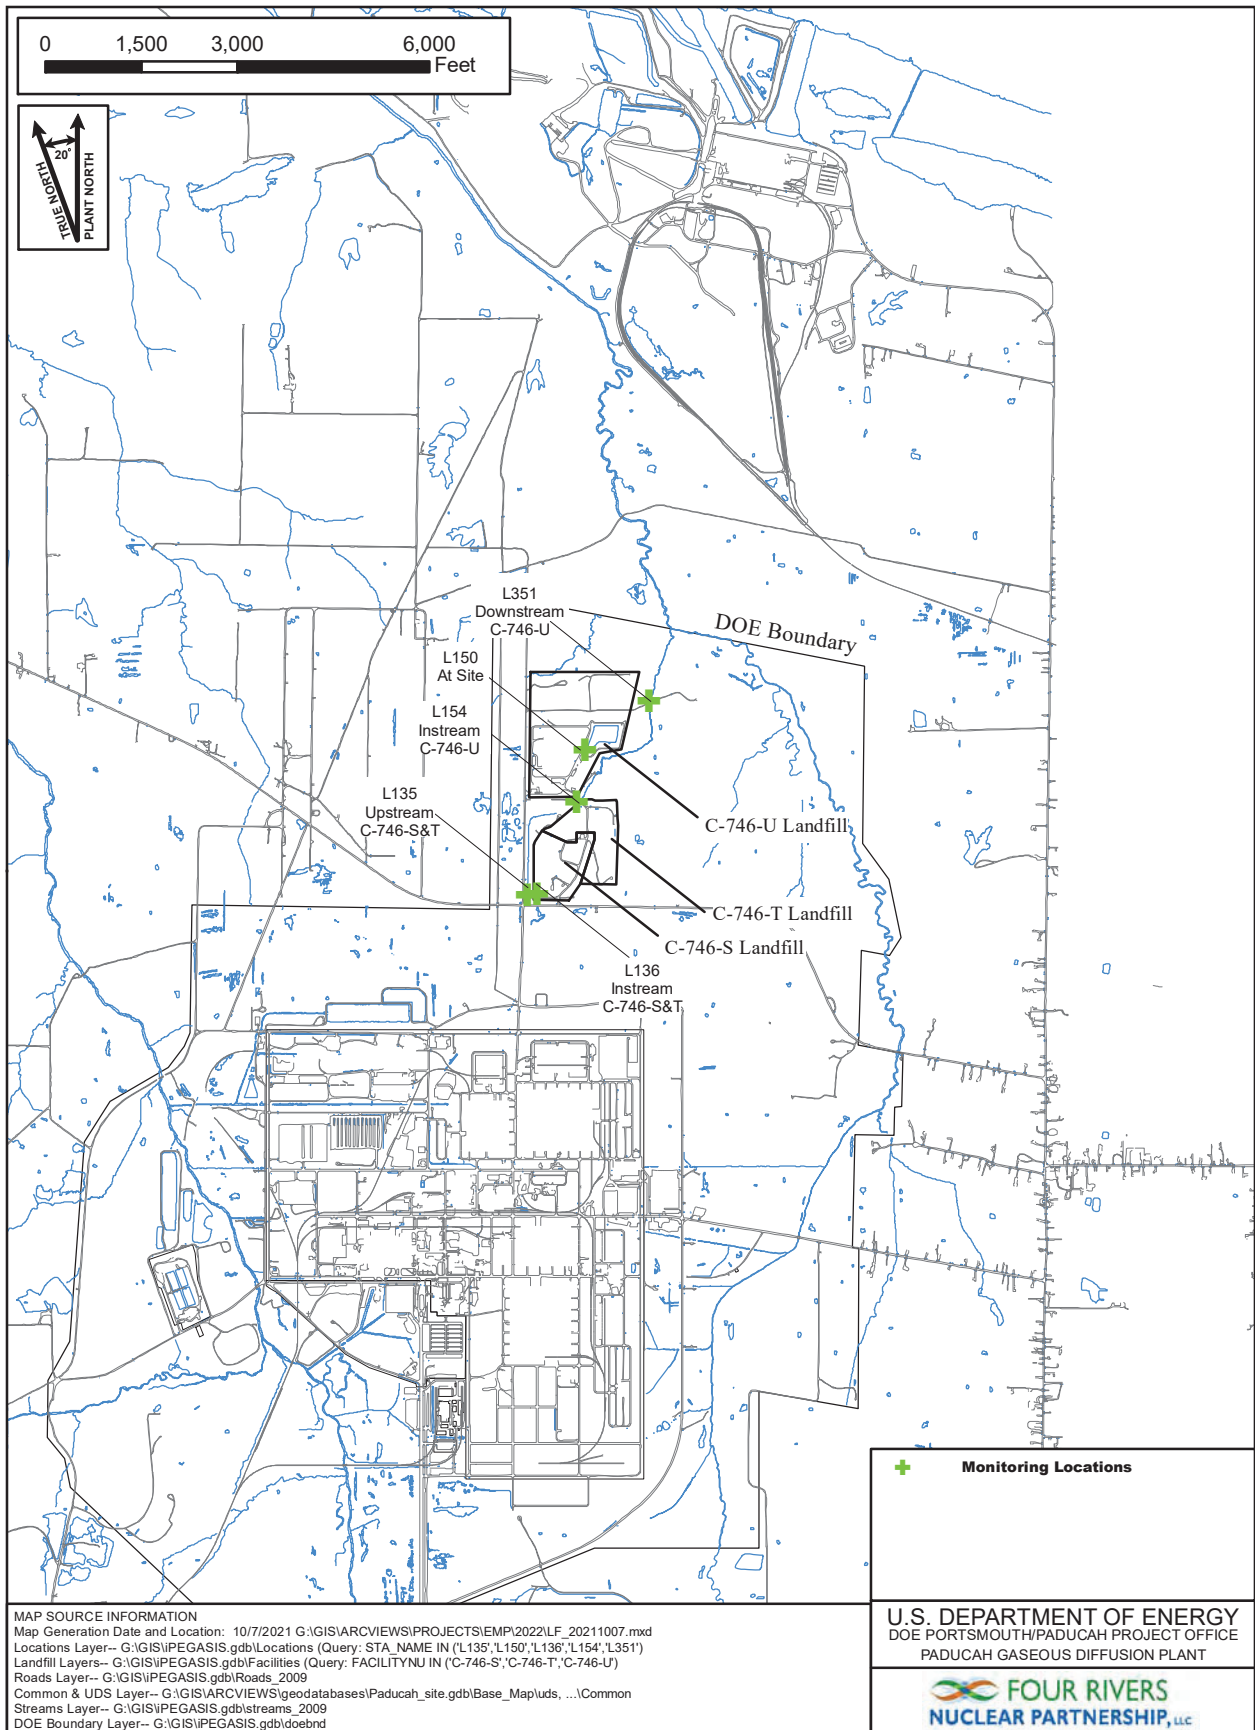 0 1,500 3,000 6,000
Feet
20°
TRUE NORTH
PLANT NORTH
L351
Downstream
C-746-U
DOE Boundary
L150
At Site
L154
Instream
C-746-U
L135
Upstream
C-746-S&T
C-746-U Landfill
C-746-T Landfill
C-746-S Landfill
L136
Instream
C-746-S&T
Monitoring Locations
MAP SOURCE INFORMATION
Map Generation Date and Location: 10/7/2021 G:\GIS\ARCVIEWS\PROJECTS\EMP\2022\LF_20211007.mxd
Locations Layer-- G:\GIS\iPEGASIS.gdb\Locations (Query: STA_NAME IN ('L135','L150','L136','L154','L351')
Landfill Layers-- G:\GIS\iPEGASIS.gdb\Facilities (Query: FACILITYNU IN ('C-746-S','C-746-T','C-746-U')
Roads Layer-- G:\GIS\iPEGASIS.gdb\Roads_2009
Common & UDS Layer-- G:\GIS\ARCVIEWS\geodatabases\Paducah_site.gdb\Base_Map\uds, ...\Common
Streams Layer-- G:\GIS\iPEGASIS.gdb\streams_2009
DOE Boundary Layer-- G:\GIS\iPEGASIS.gdb\doebnd
U.S. DEPARTMENT OF ENERGY
DOE PORTSMOUTH/PADUCAH PROJECT OFFICE
PADUCAH GASEOUS DIFFUSION PLANT
FOUR RIVERS
NUCLEAR PARTNERSHIP, LLC